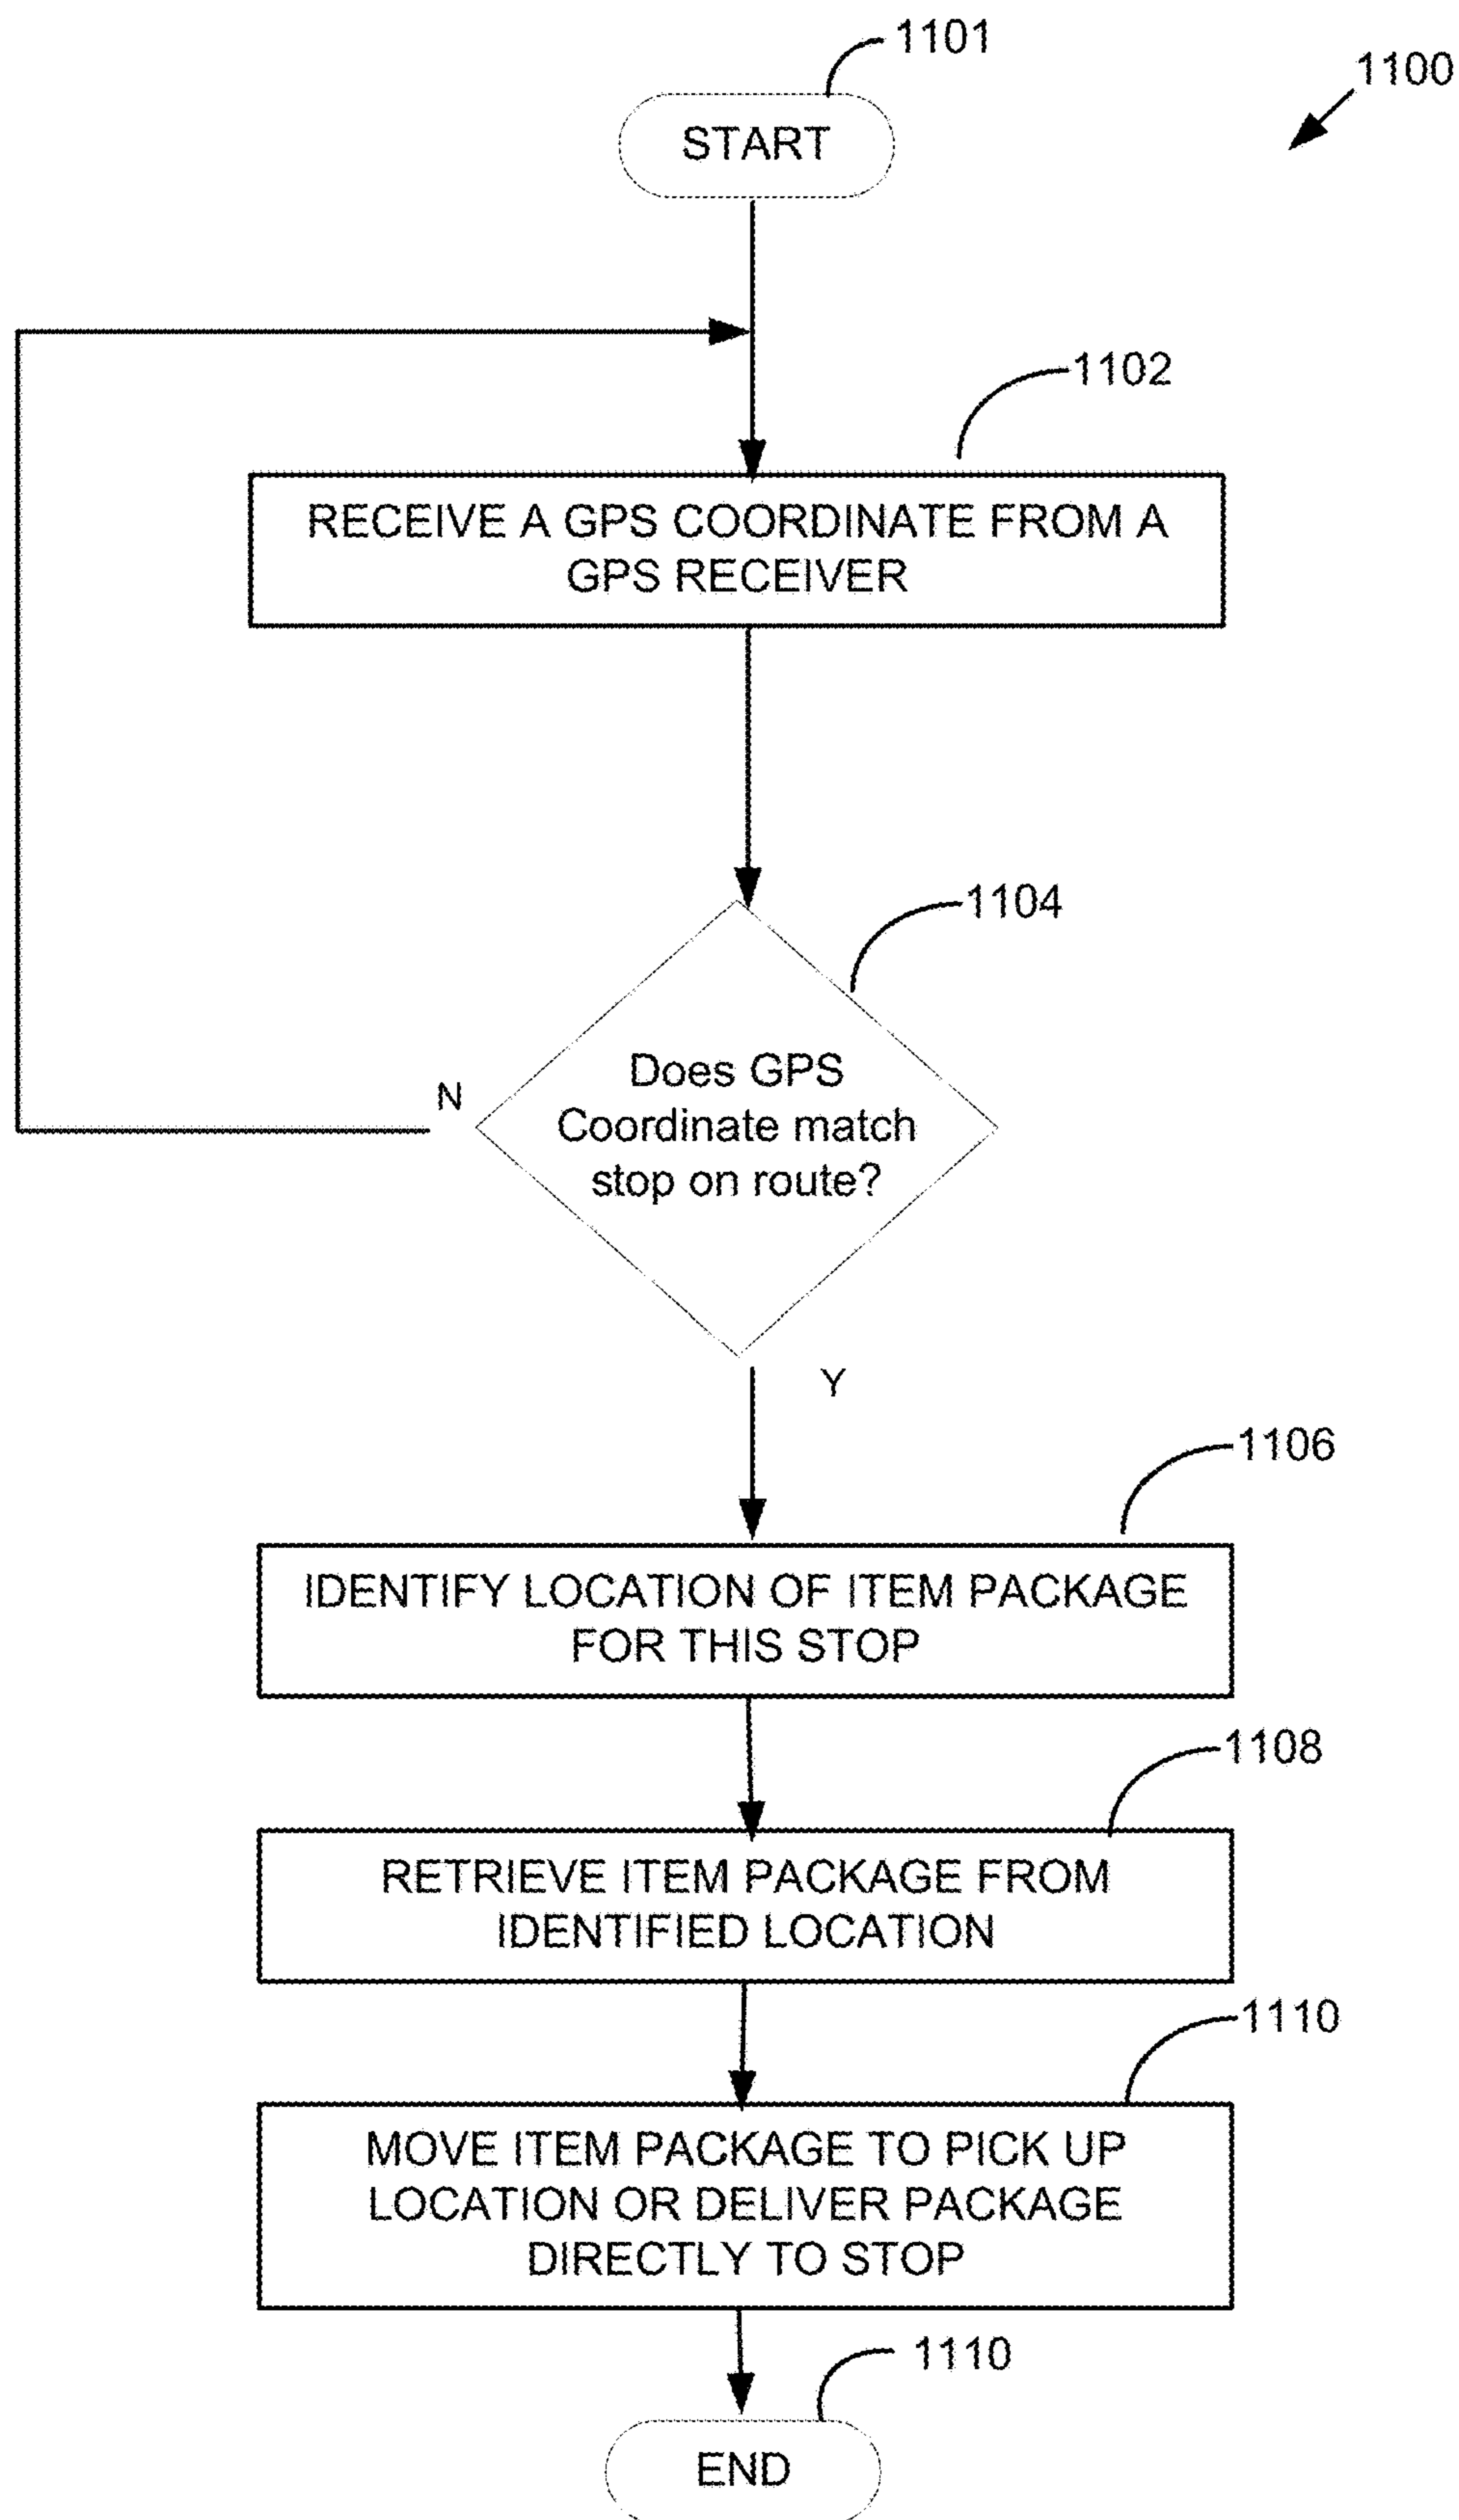 1101
1100
START
1102
RECEIVE A GPS COORDINATE FROM A
GPS RECEIVER
1104
Does GPS
Coordinate match
stop on route?
N
Y
1106
IDENTIFY LOCATION OF ITEM PACKAGE
FOR THIS STOP
1108
RETRIEVE ITEM PACKAGE FROM
IDENTIFIED LOCATION
1110
MOVE ITEM PACKAGE TO PICK UP
LOCATION OR DELIVER PACKAGE
DIRECTLY TO STOP
1110
END